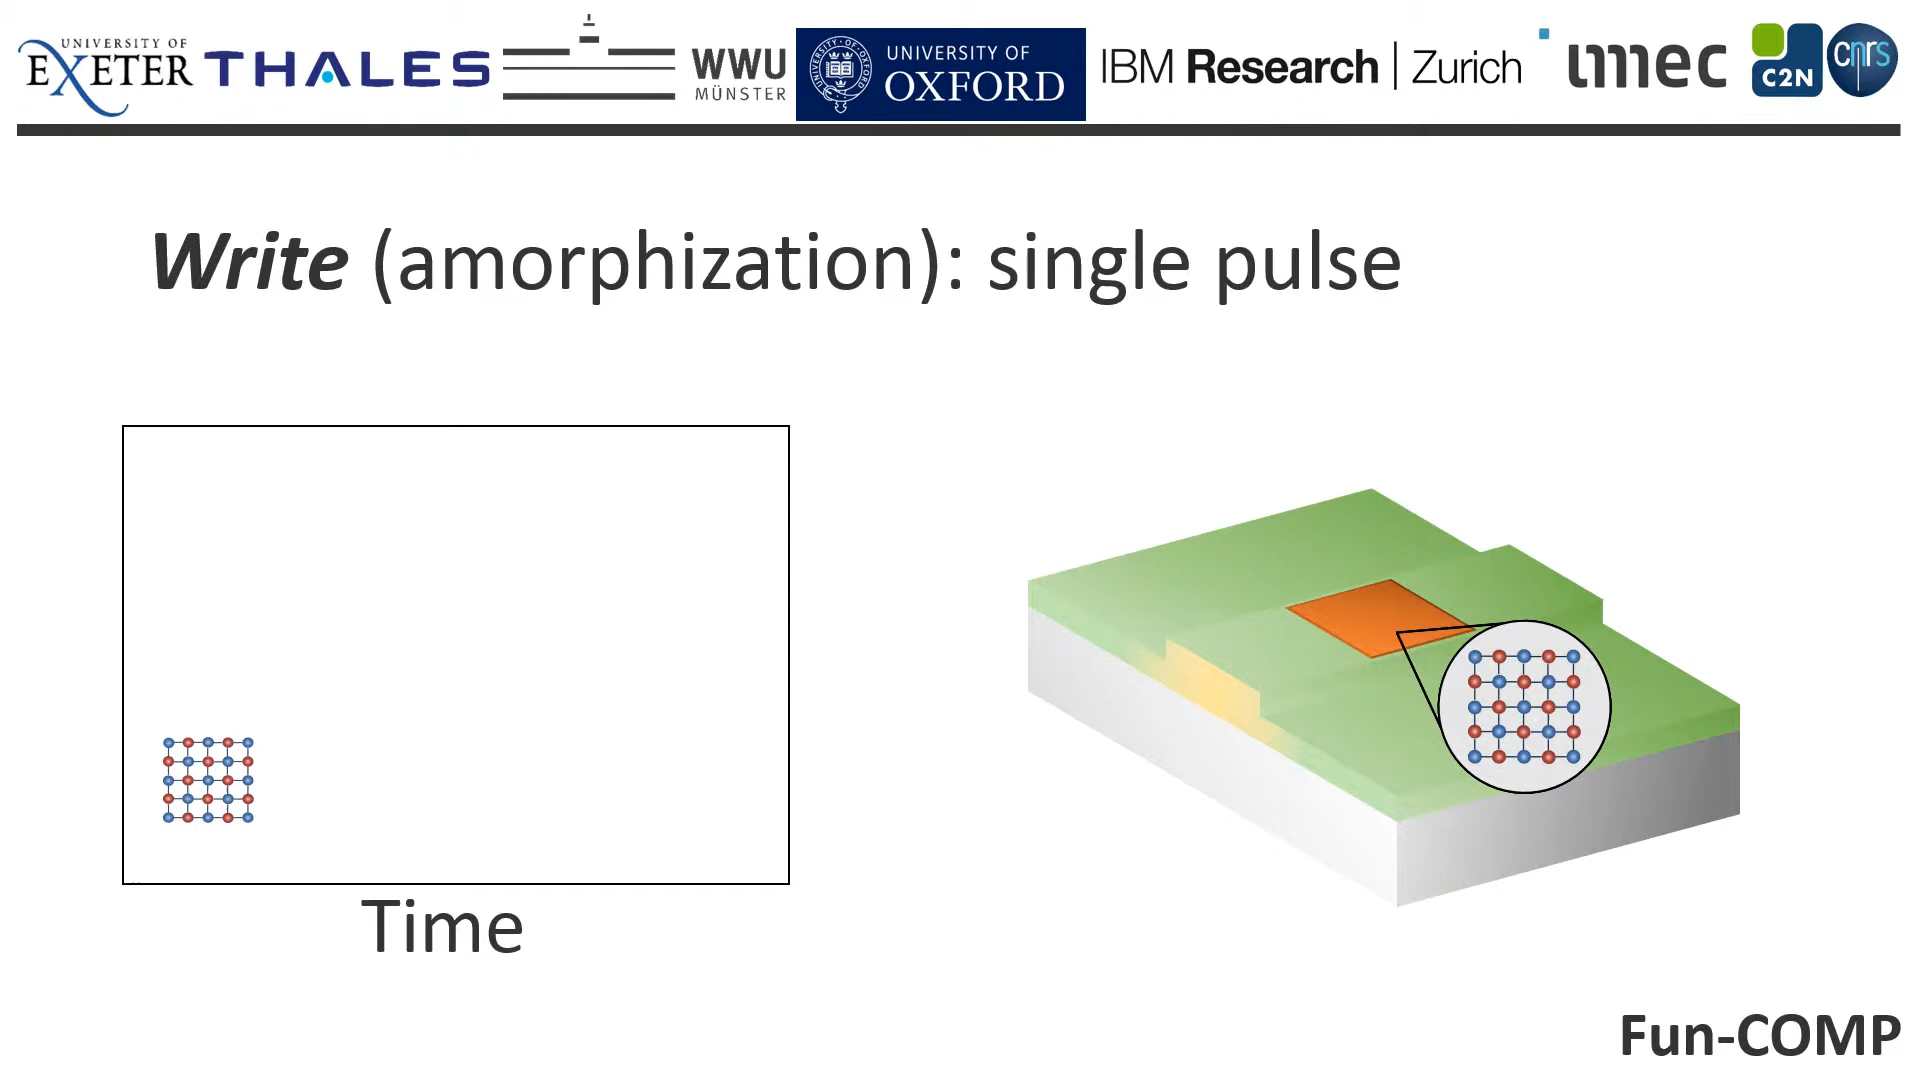 UNIVERSITY OF
EXETER
THALES
WWU
MÜNSTER
UNIVERSITY OF
OXFORD
IBM Research | Zurich
imec
C2N
cnrs
Write (amorphization): single pulse
Time
Fun-COMP